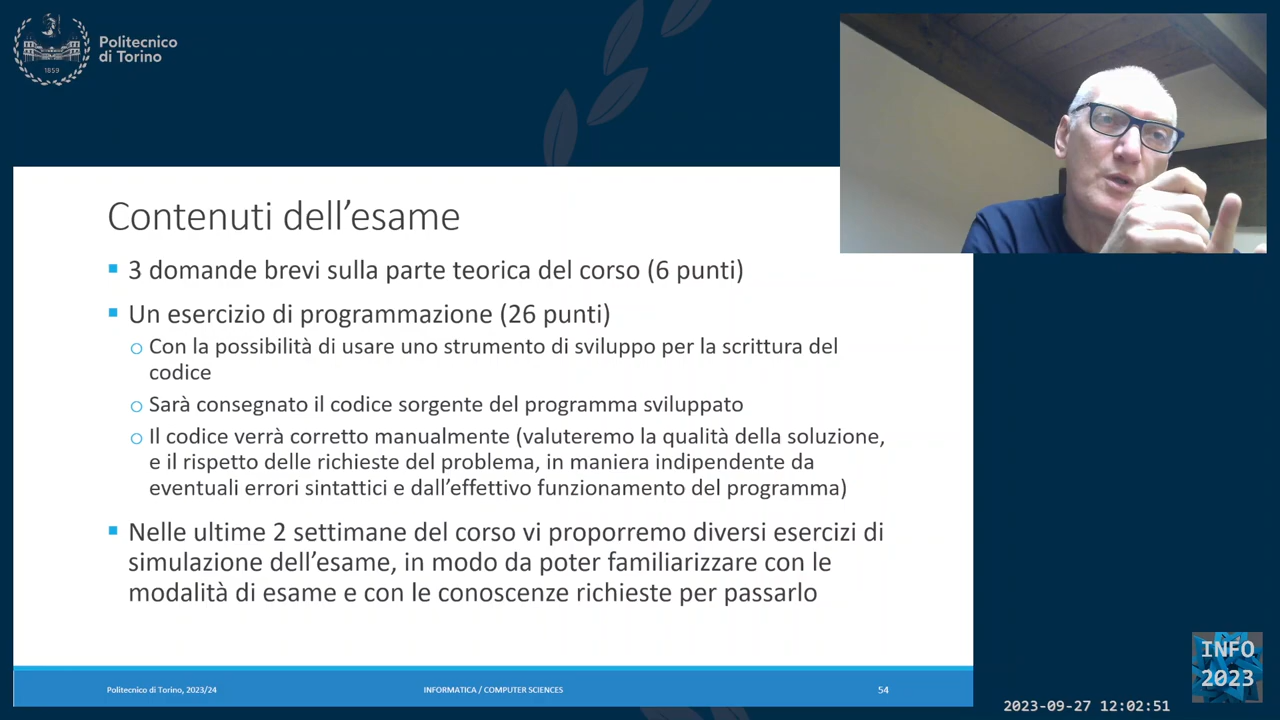 Politecnico
di Torino
1859
Contenuti dell'esame
3 domande brevi sulla parte teorica del corso (6 punti)
Un esercizio di programmazione (26 punti)
Con la possibilità di usare uno strumento di sviluppo per la scrittura del
codice
Sarà consegnato il codice sorgente del programma sviluppato
Il codice verrà corretto manualmente (valuteremo la qualità della soluzione,
e il rispetto delle richieste del problema, in maniera indipendente da
eventuali errori sintattici e dall'effettivo funzionamento del programma)
Nelle ultime 2 settimane del corso vi proporremo diversi esercizi di
simulazione dell'esame, in modo da poter familiarizzare con le
modalità di esame e con le conoscenze richieste per passarlo
Politecnico di Torino, 2023/24
INFORMATICA / COMPUTER SCIENCES
54
INFO
2023
2023-09-27 12:02:51